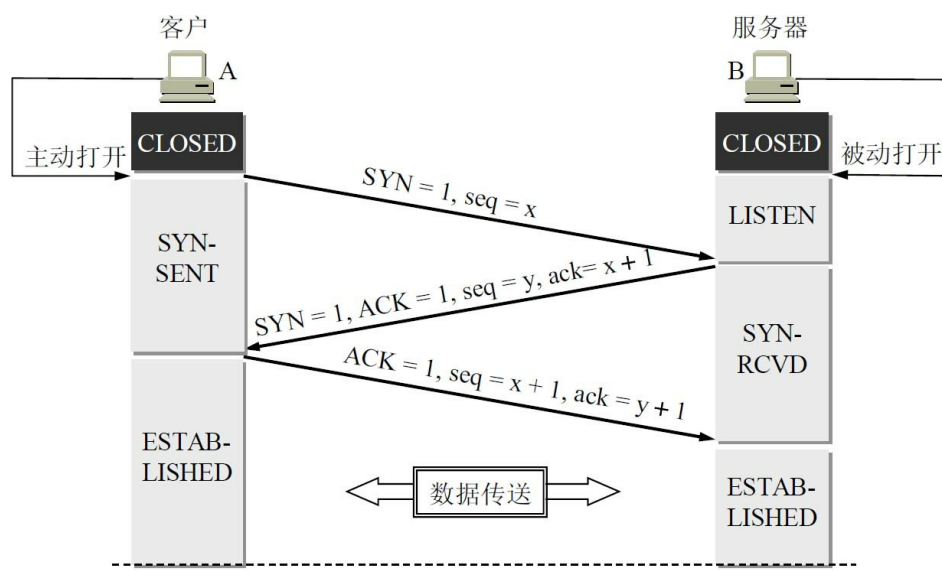 客户
服务器
A
B
CLOSED
CLOSED
主动打开
被动打开
SYN = 1, seq = x
LISTEN
SYN-
SENT
SYN = 1, ACK = 1, seq = y, ack= x + 1
SYN-
RCVD
ACK = 1, seq = x + 1, ack = y + 1
ESTAB-
LISHED
数据传送
ESTAB-
LISHED